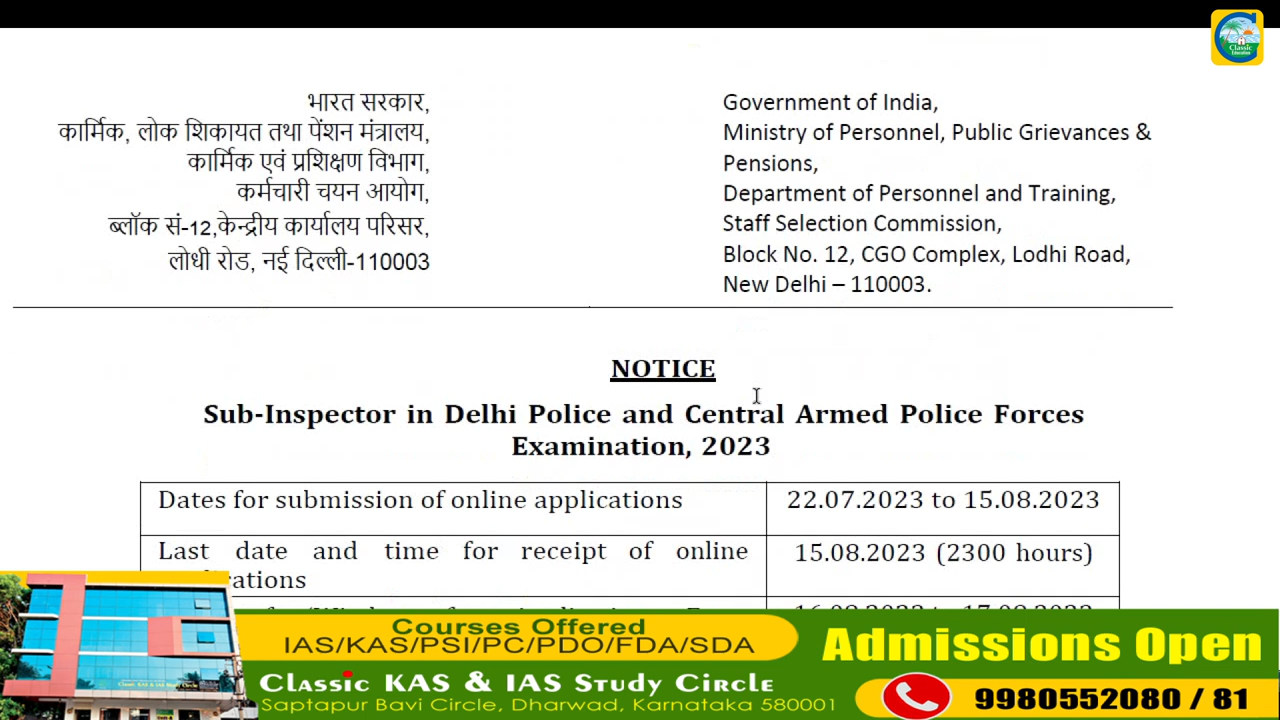 Classic
Education
भारत सरकार,
कार्मिक, लोक शिकायत तथा पेंशन मंत्रालय,
कार्मिक एवं प्रशिक्षण विभाग,
कर्मचारी चयन आयोग,
ब्लॉक सं-12,केन्द्रीय कार्यालय परिसर,
लोधी रोड, नई दिल्ली-110003
Government of India,
Ministry of Personnel, Public Grievances &
Pensions,
Department of Personnel and Training,
Staff Selection Commission,
Block No. 12, CGO Complex, Lodhi Road,
New Delhi – 110003.
NOTICE
Sub-Inspector in Delhi Police and Central Armed Police Forces
Examination, 2023
Dates for submission of online applications 22.07.2023 to 15.08.2023
Last date and time for receipt of online 15.08.2023 (2300 hours)
Courses Offered
IAS/KAS/PSI/PC/PDO/FDA/SDA
Classic KAS & IAS Study Circle
Saptapur Bavi Circle, Dharwad, Karnataka 580001
Admissions Open
9980552080 / 81